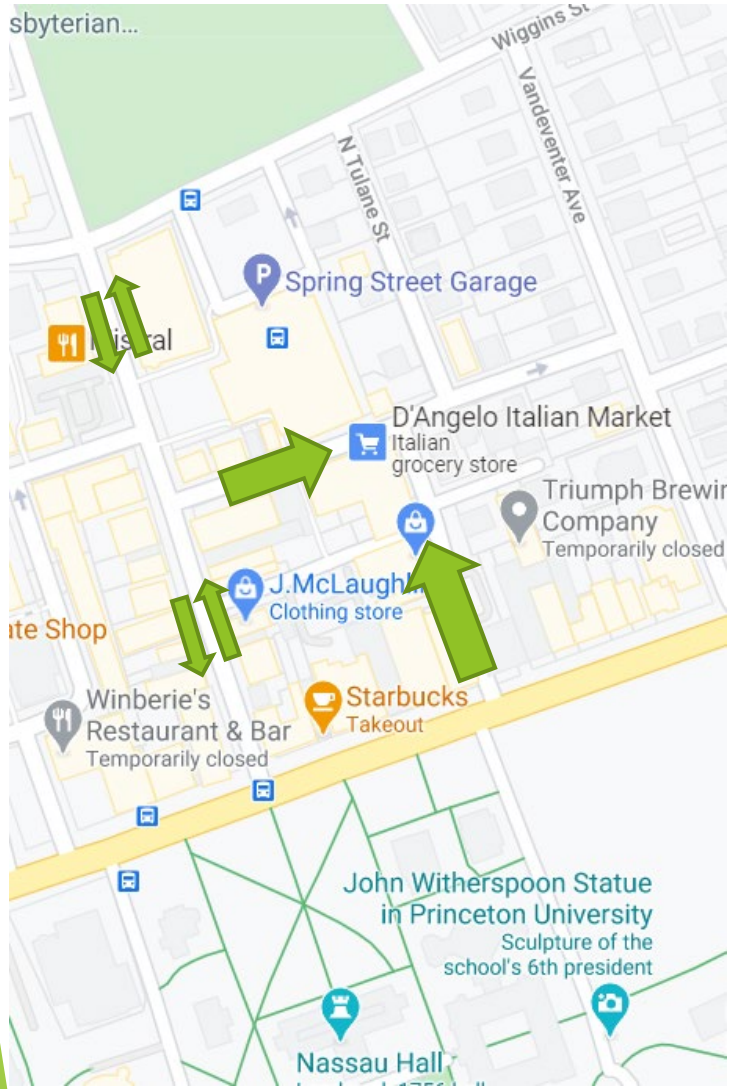 sbyterian...
Wiggins St
Vandeventer Ave
N Tulane St
P
Spring Street Garage
D'Angelo Italian Market
Italian
grocery store
Triumph Brewin
Company
Temporarily closed
J.McLaughl
Clothing store
te Shop
Winberie's
Restaurant & Bar
Temporarily closed
Starbucks
Takeout
John Witherspoon Statue
in Princeton University
Sculpture of the
school's 6th president
Nassau Hall